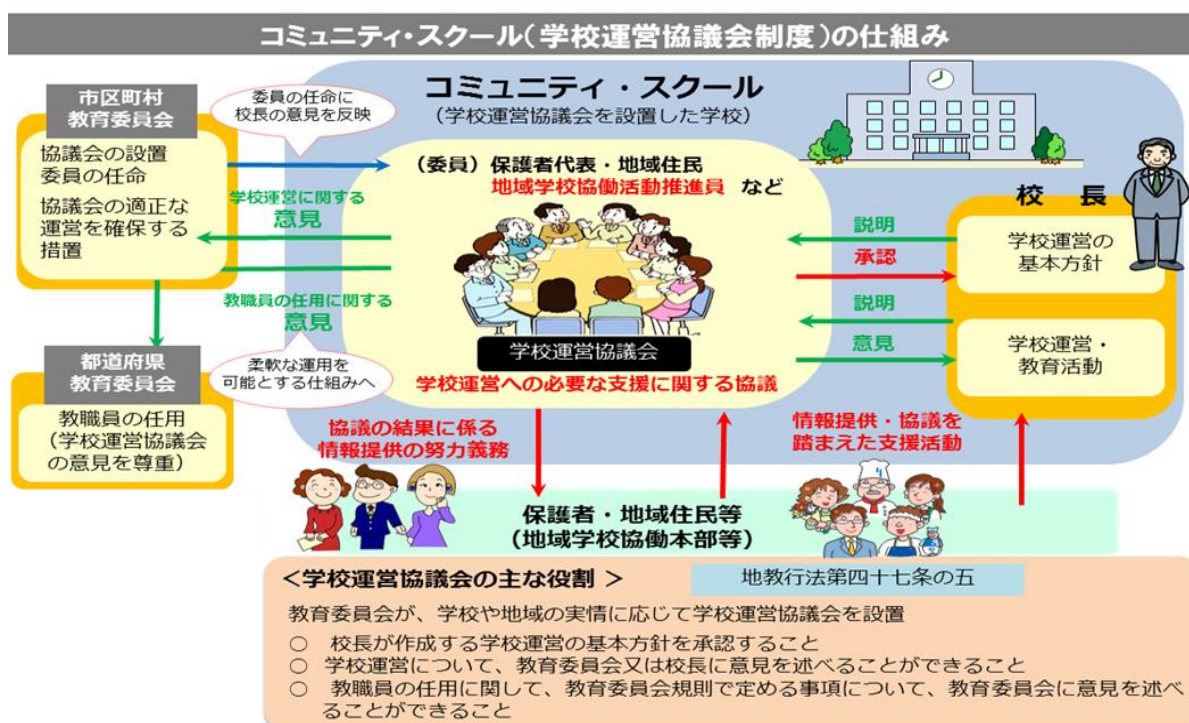 コミュニティ・スクール(学校運営協議会制度)の仕組み
市区町村
教育委員会
協議会の設置
委員の任命
協議会の適正な
運営を確保する
措置
委員の任命に
校長の意見を反映
コミュニティ・スクール
(学校運営協議会を設置した学校)
(委員)保護者代表・地域住民
地域学校協働活動推進員 など
学校運営に関する
意見
教職員の任用に関する
意見
柔軟な運用を
可能とする仕組みへ
都道府県
教育委員会
教職員の任用
(学校運営協議会
の意見を尊重)
学校運営協議会
学校運営への必要な支援に関する協議
校 長
説明
承認
学校運営の
基本方針
説明
意見
学校運営・
教育活動
協議の結果に係る
情報提供の努力義務
情報提供・協議を
踏まえた支援活動
保護者・地域住民等
(地域学校協働本部等)
<学校運営協議会の主な役割 >
地教行法第四十七条の五
教育委員会が、学校や地域の実情に応じて学校運営協議会を設置
○ 校長が作成する学校運営の基本方針を承認すること
○ 学校運営について、教育委員会又は校長に意見を述べることができること
○ 教職員の任用に関して、教育委員会規則で定める事項について、教育委員会に意見を述べ
ることができること